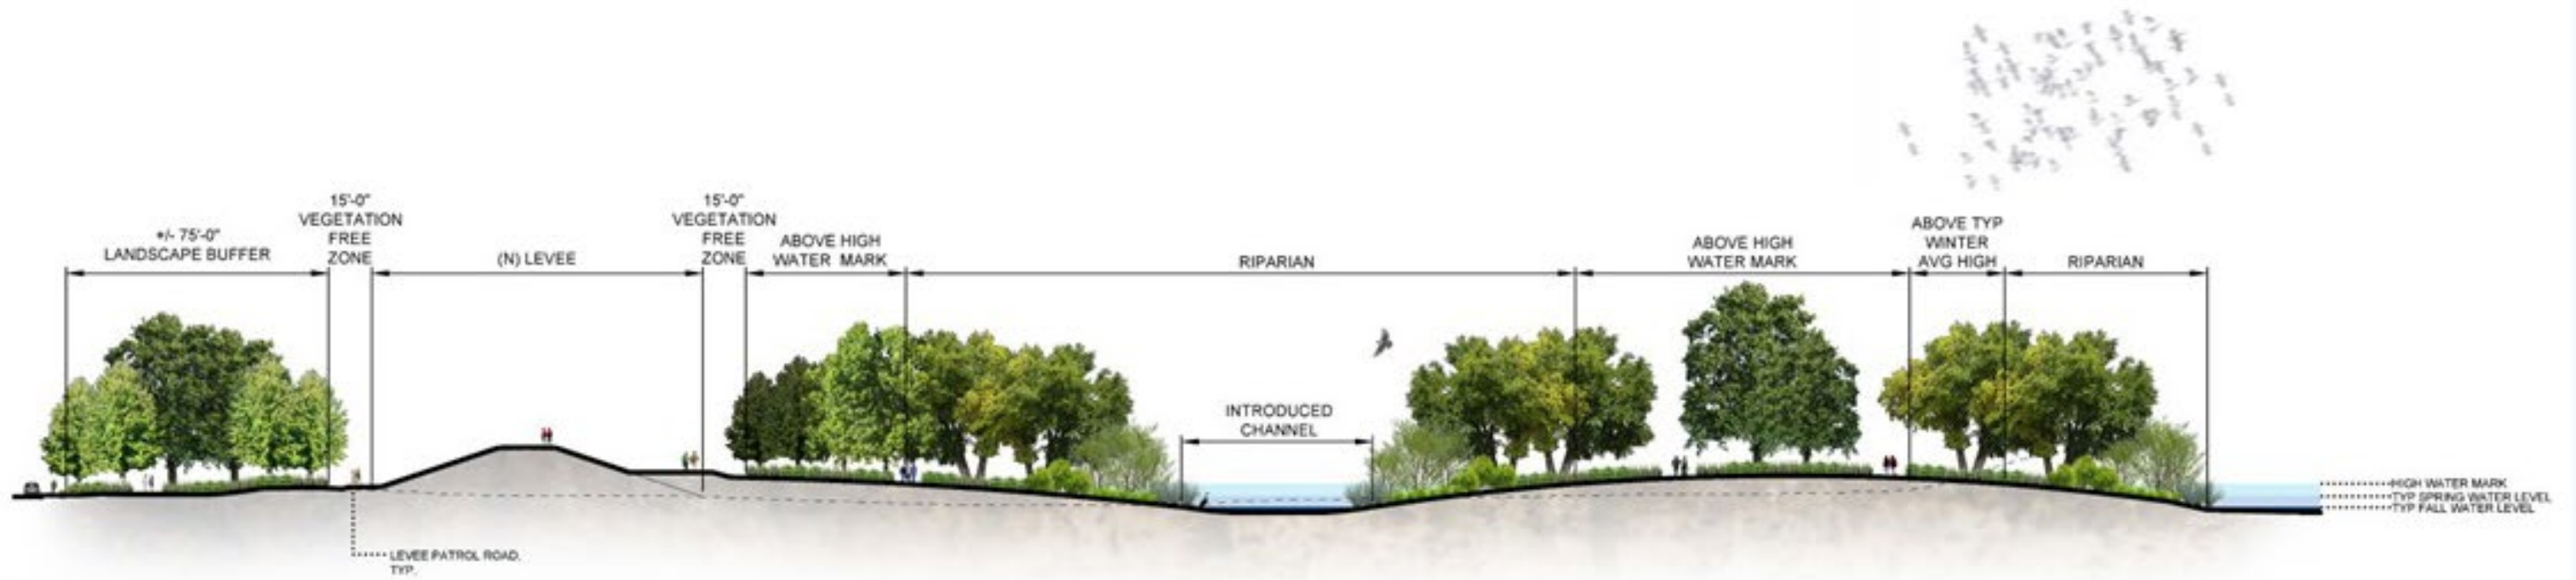 +/- 75'-0"
LANDSCAPE BUFFER
15'-0"
VEGETATION
FREE
ZONE
(N) LEVEE
15'-0"
VEGETATION
FREE
ZONE
ABOVE HIGH
WATER MARK
RIPARIAN
ABOVE HIGH
WATER MARK
ABOVE TYP
WINTER
AVG HIGH
RIPARIAN
INTRODUCED
CHANNEL
HIGH WATER MARK
TYP SPRING WATER LEVEL
TYP FALL WATER LEVEL
LEVEE PATROL ROAD.
TYP.